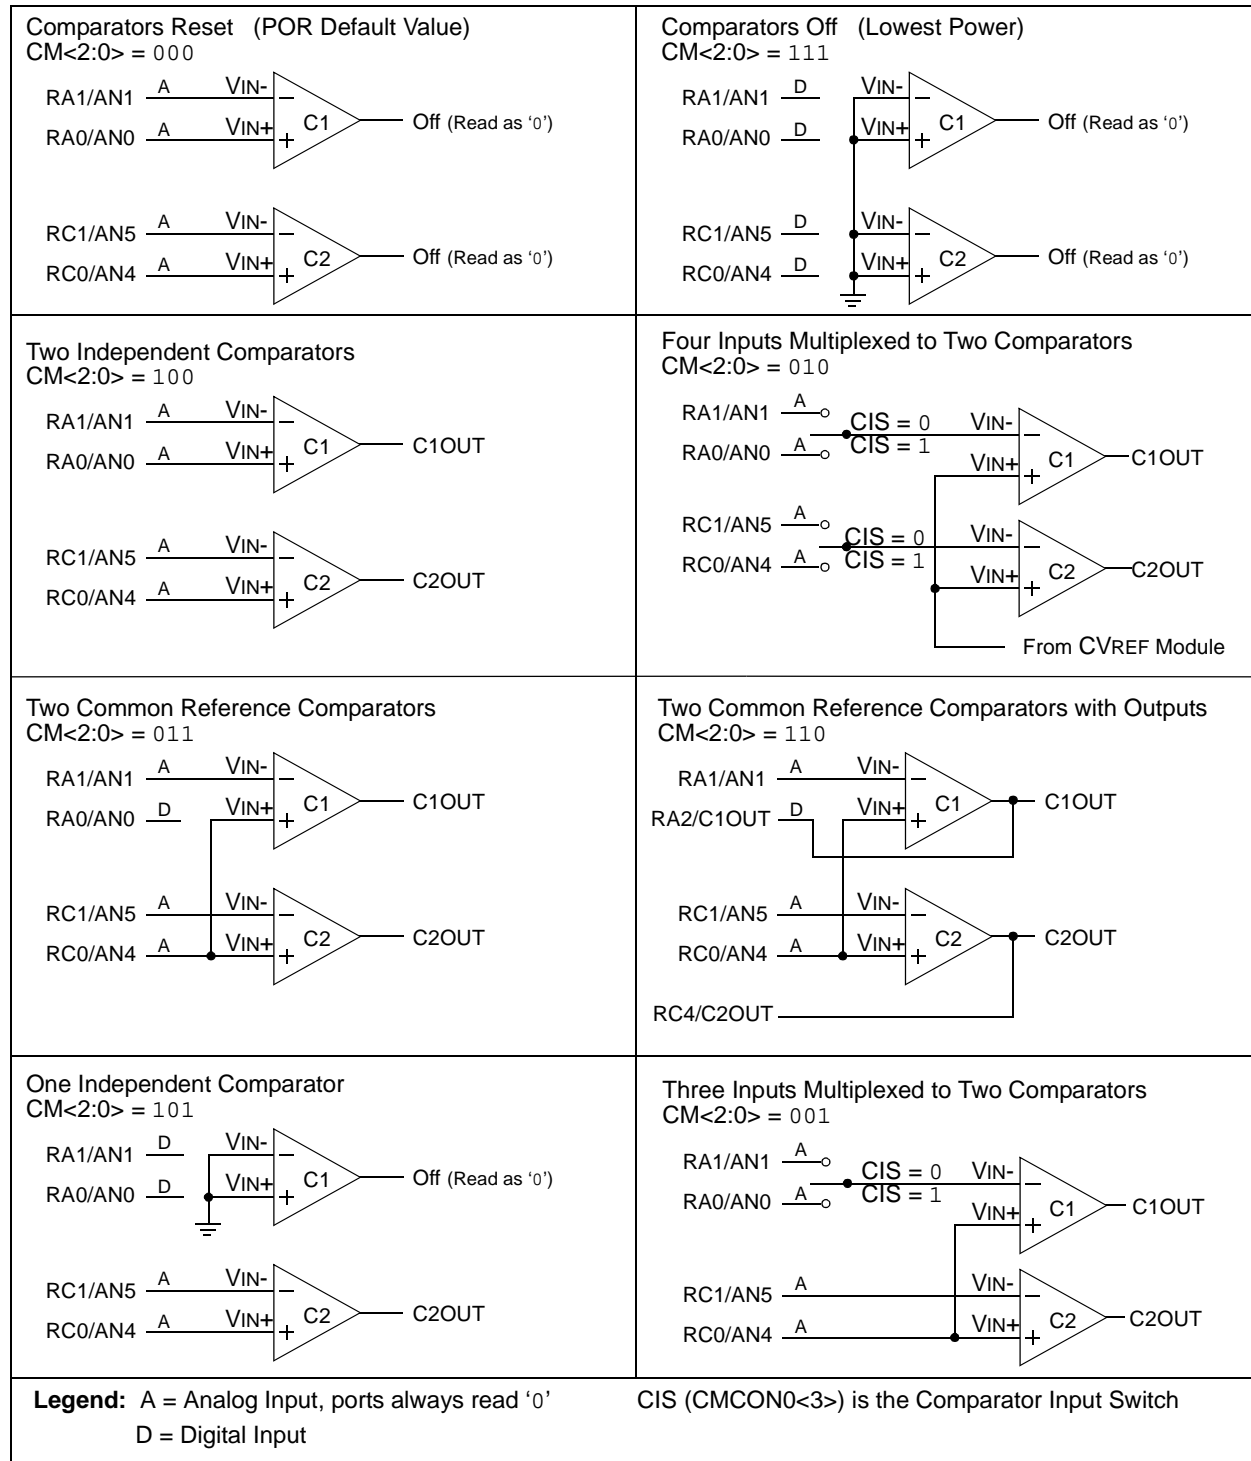 Comparators Reset (POR Default Value)
CM<2:0> = 000
RA1/AN1 A VIN- –
RA0/AN0 A VIN+ + C1 Off (Read as ‘0’)
RC1/AN5 A VIN- –
RC0/AN4 A VIN+ + C2 Off (Read as ‘0’)
Comparators Off (Lowest Power)
CM<2:0> = 111
RA1/AN1 D VIN- –
RA0/AN0 D VIN+ + C1 Off (Read as ‘0’)
RC1/AN5 D VIN- –
RC0/AN4 D VIN+ + C2 Off (Read as ‘0’)
Two Independent Comparators
CM<2:0> = 100
RA1/AN1 A VIN- –
RA0/AN0 A VIN+ + C1 C1OUT
RC1/AN5 A VIN- –
RC0/AN4 A VIN+ + C2 C2OUT
Four Inputs Multiplexed to Two Comparators
CM<2:0> = 010
RA1/AN1 A CIS = 0 VIN- –
RA0/AN0 A CIS = 1 VIN+ + C1 C1OUT
RC1/AN5 A CIS = 0 VIN- –
RC0/AN4 A CIS = 1 VIN+ + C2 C2OUT
From CVREF Module
Two Common Reference Comparators
CM<2:0> = 011
RA1/AN1 A VIN- –
RA0/AN0 D VIN+ + C1 C1OUT
RC1/AN5 A VIN- –
RC0/AN4 A VIN+ + C2 C2OUT
Two Common Reference Comparators with Outputs
CM<2:0> = 110
RA1/AN1 A VIN- –
RA2/C1OUT D VIN+ + C1 C1OUT
RC1/AN5 A VIN- –
RC0/AN4 A VIN+ + C2 C2OUT
RC4/C2OUT
One Independent Comparator
CM<2:0> = 101
RA1/AN1 D VIN- –
RA0/AN0 D VIN+ + C1 Off (Read as ‘0’)
RC1/AN5 A VIN- –
RC0/AN4 A VIN+ + C2 C2OUT
Three Inputs Multiplexed to Two Comparators
CM<2:0> = 001
RA1/AN1 A CIS = 0 VIN- –
RA0/AN0 A CIS = 1 VIN+ + C1 C1OUT
RC1/AN5 A VIN- –
RC0/AN4 A VIN+ + C2 C2OUT
Legend: A = Analog Input, ports always read ‘0’ CIS (CMCON0<3>) is the Comparator Input Switch
D = Digital Input